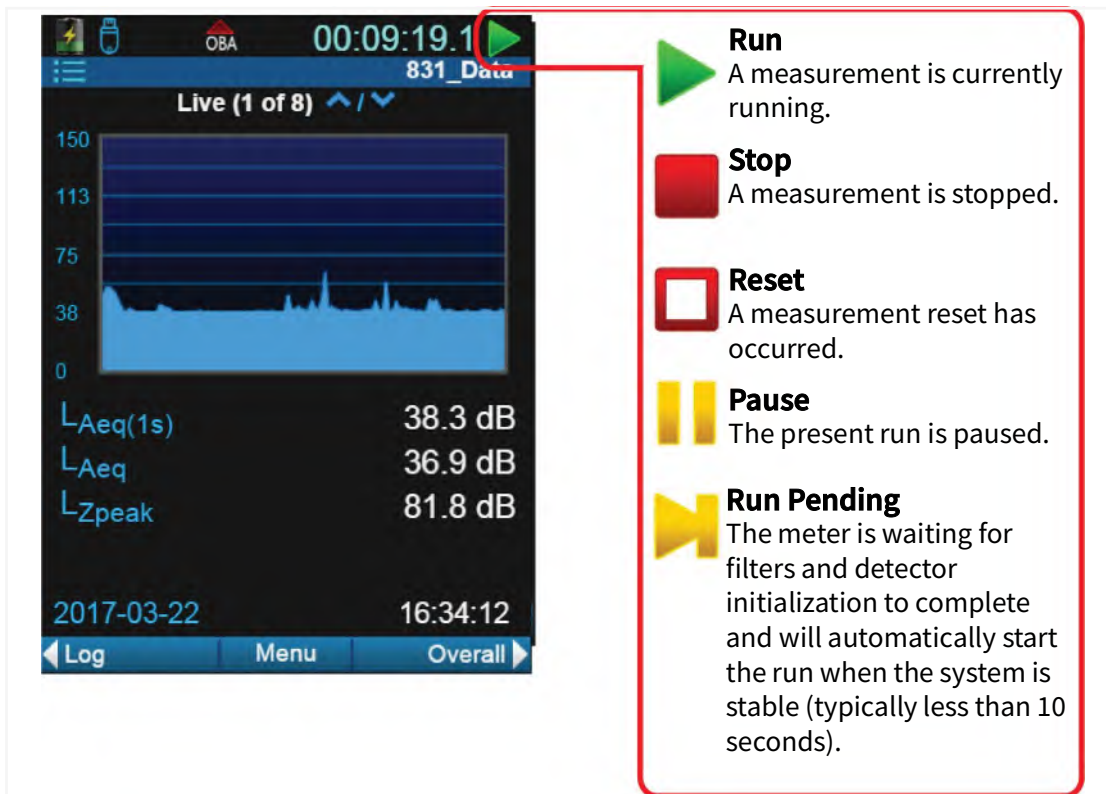 OBA 00:09:19.1
831_Data
Live (1 of 8) /
150
113
75
38
0
LAeq(1s) 38.3 dB
LAeq 36.9 dB
LZpeak 81.8 dB
2017-03-22 16:34:12
Log Menu Overall
Run
A measurement is currently
running.
Stop
A measurement is stopped.
Reset
A measurement reset has
occurred.
Pause
The present run is paused.
Run Pending
The meter is waiting for
filters and detector
initialization to complete
and will automatically start
the run when the system is
stable (typically less than 10
seconds).